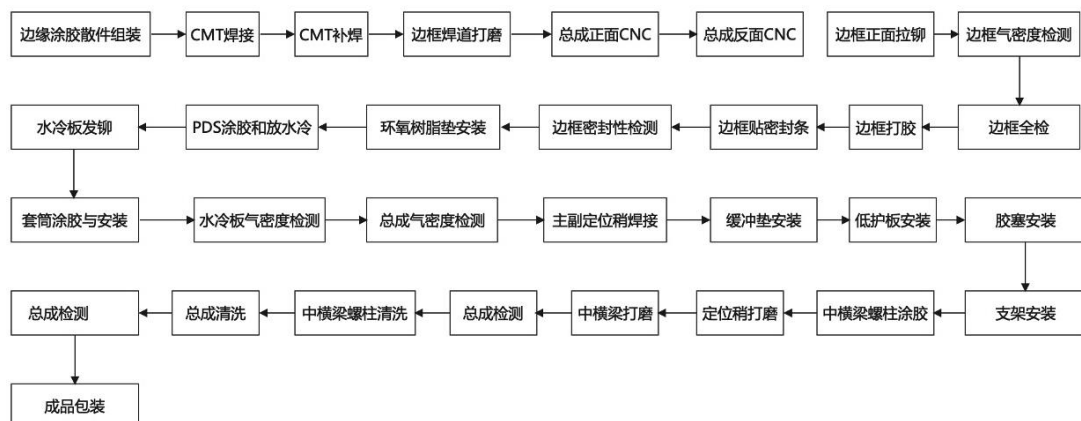 边缘涂胶散件组装
CMT焊接
CMT补焊
边框焊道打磨
总成正面CNC
总成反面CNC
边框正面拉铆
边框气密度检测
边框全检
边框打胶
边框贴密封条
边框密封性检测
环氧树脂垫安装
PDS涂胶和放水冷
水冷板发铆
套筒涂胶与安装
水冷板气密度检测
总成气密度检测
主副定位稍焊接
缓冲垫安装
低护板安装
胶塞安装
支架安装
中横梁螺柱涂胶
定位稍打磨
中横梁打磨
总成检测
中横梁螺柱清洗
总成清洗
总成检测
成品包装